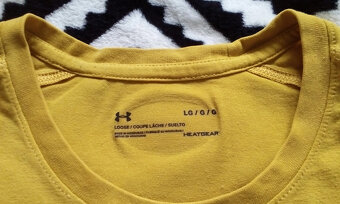 LG / G / G
LOOSE / COUPE LÂCHE / SUELTO
HEATGEAR